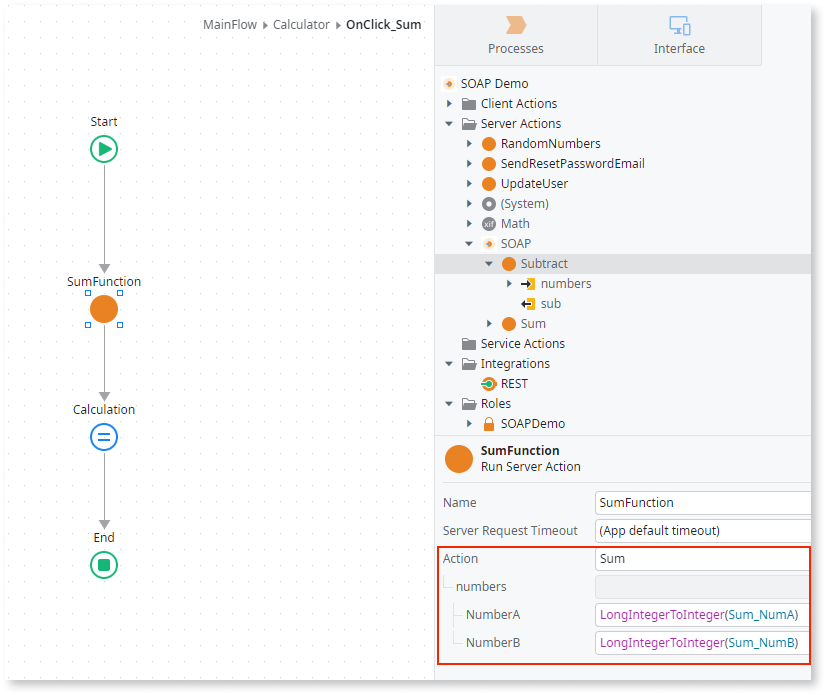 MainFlow ▸ Calculator ▸ OnClick_Sum
Start
SumFunction
Calculation
End
Processes
Interface
SOAP Demo
Client Actions
Server Actions
RandomNumbers
SendResetPasswordEmail
UpdateUser
(System)
xif Math
SOAP
Subtract
numbers
sub
Sum
Service Actions
Integrations
REST
Roles
SOAPDemo
SumFunction
Run Server Action
Name SumFunction
Server Request Timeout (App default timeout)
Action Sum
numbers
NumberA LongIntegerToInteger(Sum_NumA)
NumberB LongIntegerToInteger(Sum_NumB)